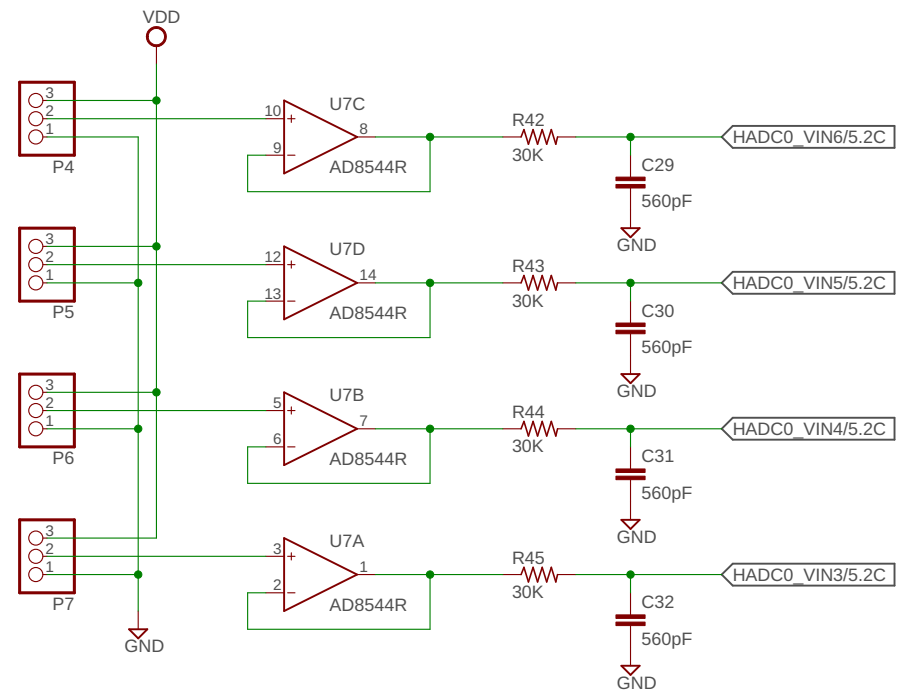 VDD
3
2
1
P4
10
+
9
−
U7C
8
AD8544R
R42
30K
HADC0_VIN6/5.2C
C29
560pF
GND
3
2
1
P5
12
+
13
−
U7D
14
AD8544R
R43
30K
HADC0_VIN5/5.2C
C30
560pF
GND
3
2
1
P6
5
+
6
−
U7B
7
AD8544R
R44
30K
HADC0_VIN4/5.2C
C31
560pF
GND
3
2
1
P7
GND
3
+
2
−
U7A
1
AD8544R
R45
30K
HADC0_VIN3/5.2C
C32
560pF
GND